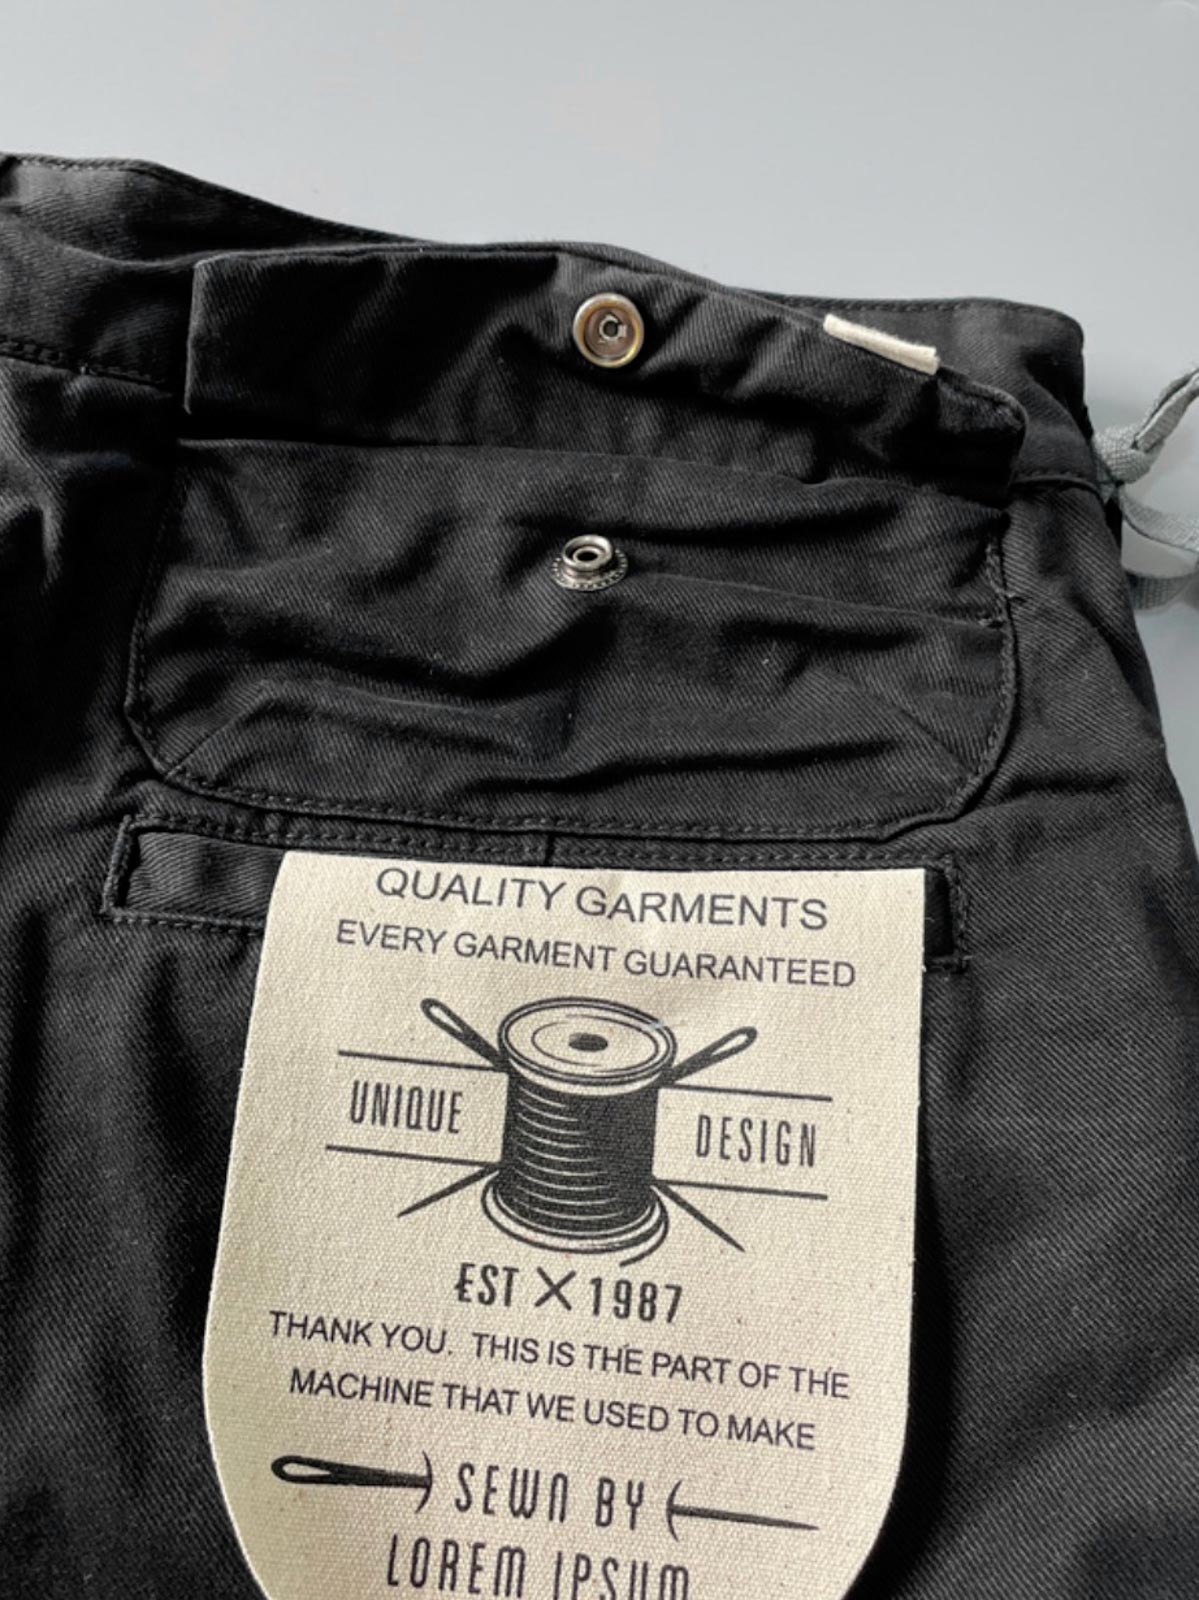 QUALITY GARMENTS
EVERY GARMENT GUARANTEED
UNIQUE DESIGN
EST X 1987
THANK YOU. THIS IS THE PART OF THE
MACHINE THAT WE USED TO MAKE
SEWN BY
LOREM IPSUM